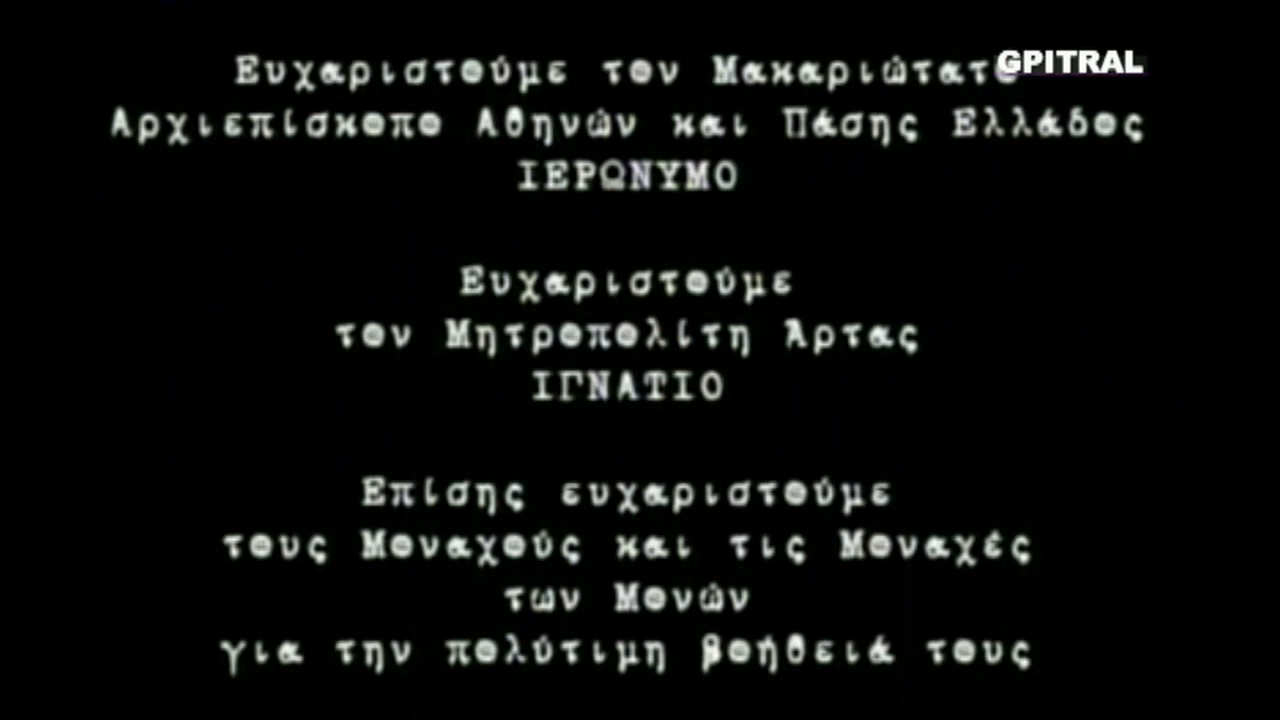 Ευχαριστούμε τον Μακαριώτατο
GPITRAL
Αρχιεπίσκοπο Αθηνών και Πάσης Ελλάδος
ΙΕΡΩΝΥΜΟ
Ευχαριστούμε
τον Μητροπολίτη Άρτας
ΙΓΝΑΤΙΟ
Επίσης ευχαριστούμε
τους Μοναχούς και τις Μοναχές
των Μονών
για την πολύτιμη βοήθειά τους